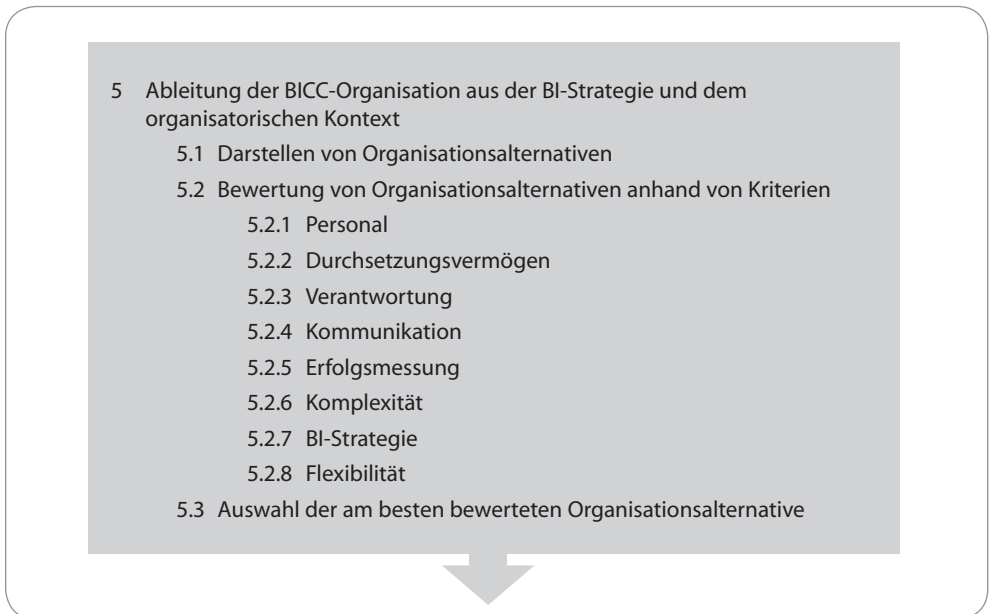 5 Ableitung der BICC-Organisation aus der BI-Strategie und dem
organisatorischen Kontext
5.1 Darstellen von Organisationsalternativen
5.2 Bewertung von Organisationsalternativen anhand von Kriterien
5.2.1 Personal
5.2.2 Durchsetzungsvermögen
5.2.3 Verantwortung
5.2.4 Kommunikation
5.2.5 Erfolgsmessung
5.2.6 Komplexität
5.2.7 BI-Strategie
5.2.8 Flexibilität
5.3 Auswahl der am besten bewerteten Organisationsalternative